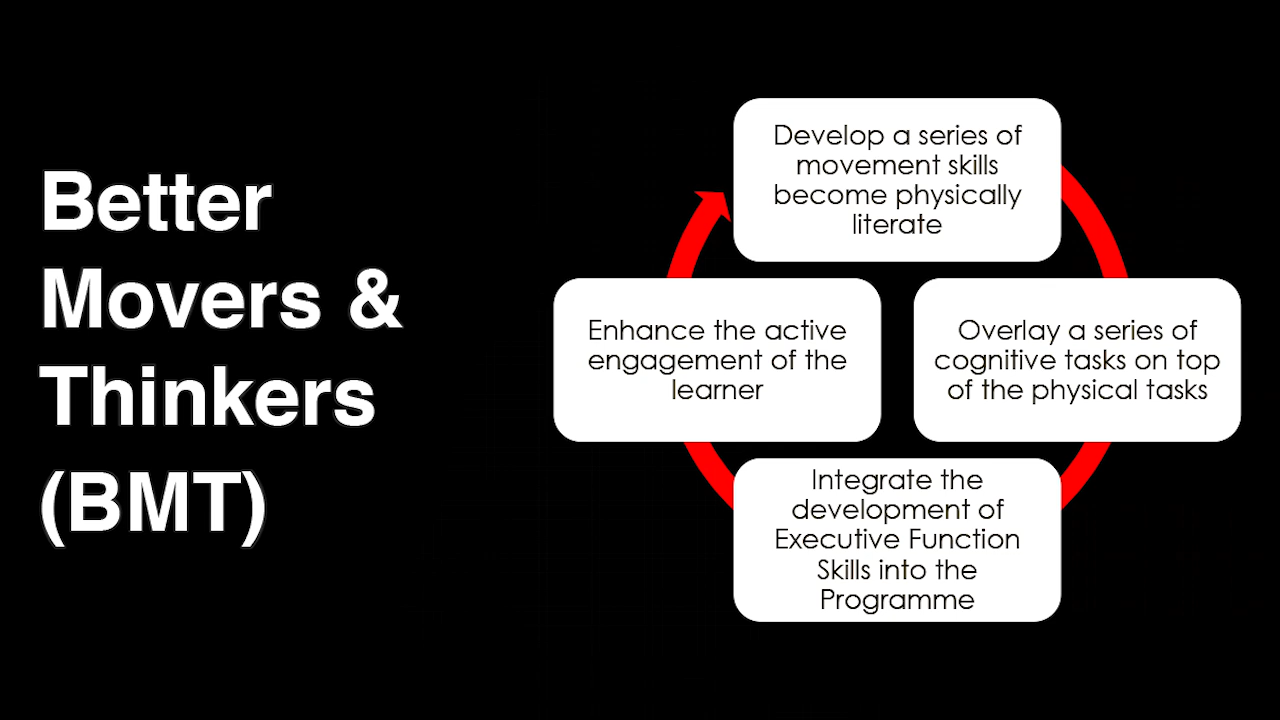 Better
Movers &
Thinkers
(BMT)
Develop a series of
movement skills
become physically
literate
Overlay a series of
cognitive tasks on top
of the physical tasks
Integrate the
development of
Executive Function
Skills into the
Programme
Enhance the active
engagement of the
learner